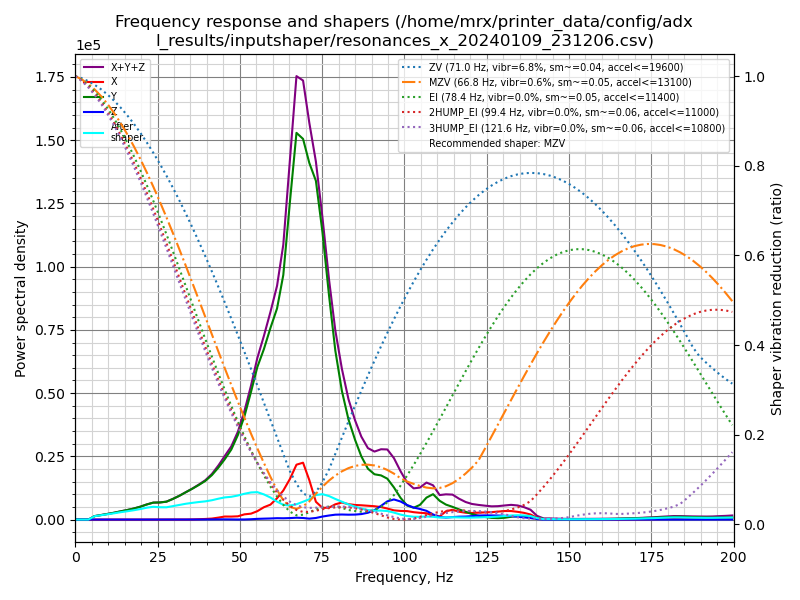 Frequency response and shapers (/home/mrx/printer_data/config/adx
l_results/inputshaper/resonances_x_20240109_231206.csv)
1e5
X+Y+Z
X
Y
Z
After
shaper
ZV (71.0 Hz, vibr=6.8%, sm~=0.04, accel<=19600)
MZV (66.8 Hz, vibr=0.6%, sm~=0.05, accel<=13100)
EI (78.4 Hz, vibr=0.0%, sm~=0.05, accel<=11400)
2HUMP_EI (99.4 Hz, vibr=0.0%, sm~=0.06, accel<=11000)
3HUMP_EI (121.6 Hz, vibr=0.0%, sm~=0.06, accel<=10800)
Recommended shaper: MZV
Power spectral density
1.75
1.50
1.25
1.00
0.75
0.50
0.25
0.00
1.0
0.8
0.6
0.4
0.2
0.0
Shaper vibration reduction (ratio)
0 25 50 75 100 125 150 175 200
Frequency, Hz